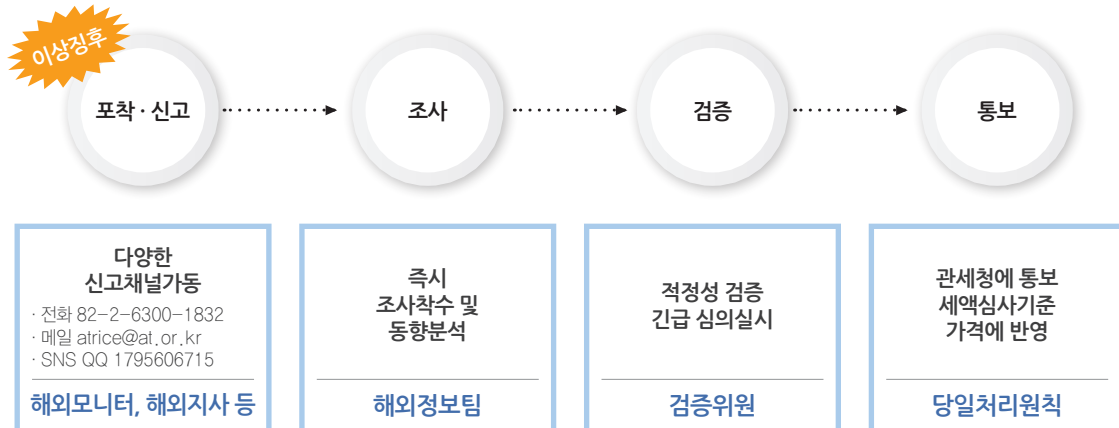 이상징후
포착 · 신고
조사
검증
통보
다양한
신고채널가동
· 전화 82-2-6300-1832
· 메일 atrice@at.or.kr
· SNS QQ 1795606715
해외모니터, 해외지사 등
즉시
조사착수 및
동향분석
해외정보팀
적정성 검증
긴급 심의실시
검증위원
관세청에 통보
세액심사기준
가격에 반영
당일처리원칙